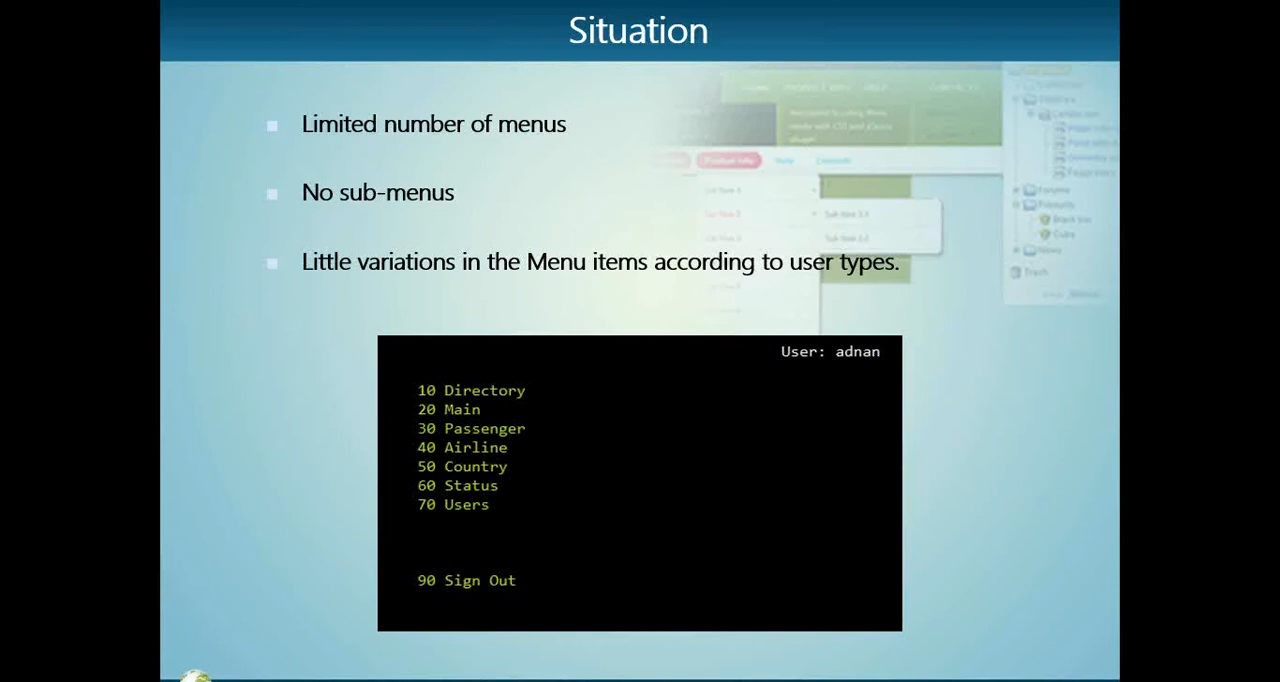 Situation
Limited number of menus
No sub-menus
Little variations in the Menu items according to user types.
User: adnan
10 Directory
20 Main
30 Passenger
40 Airline
50 Country
60 Status
70 Users
90 Sign Out